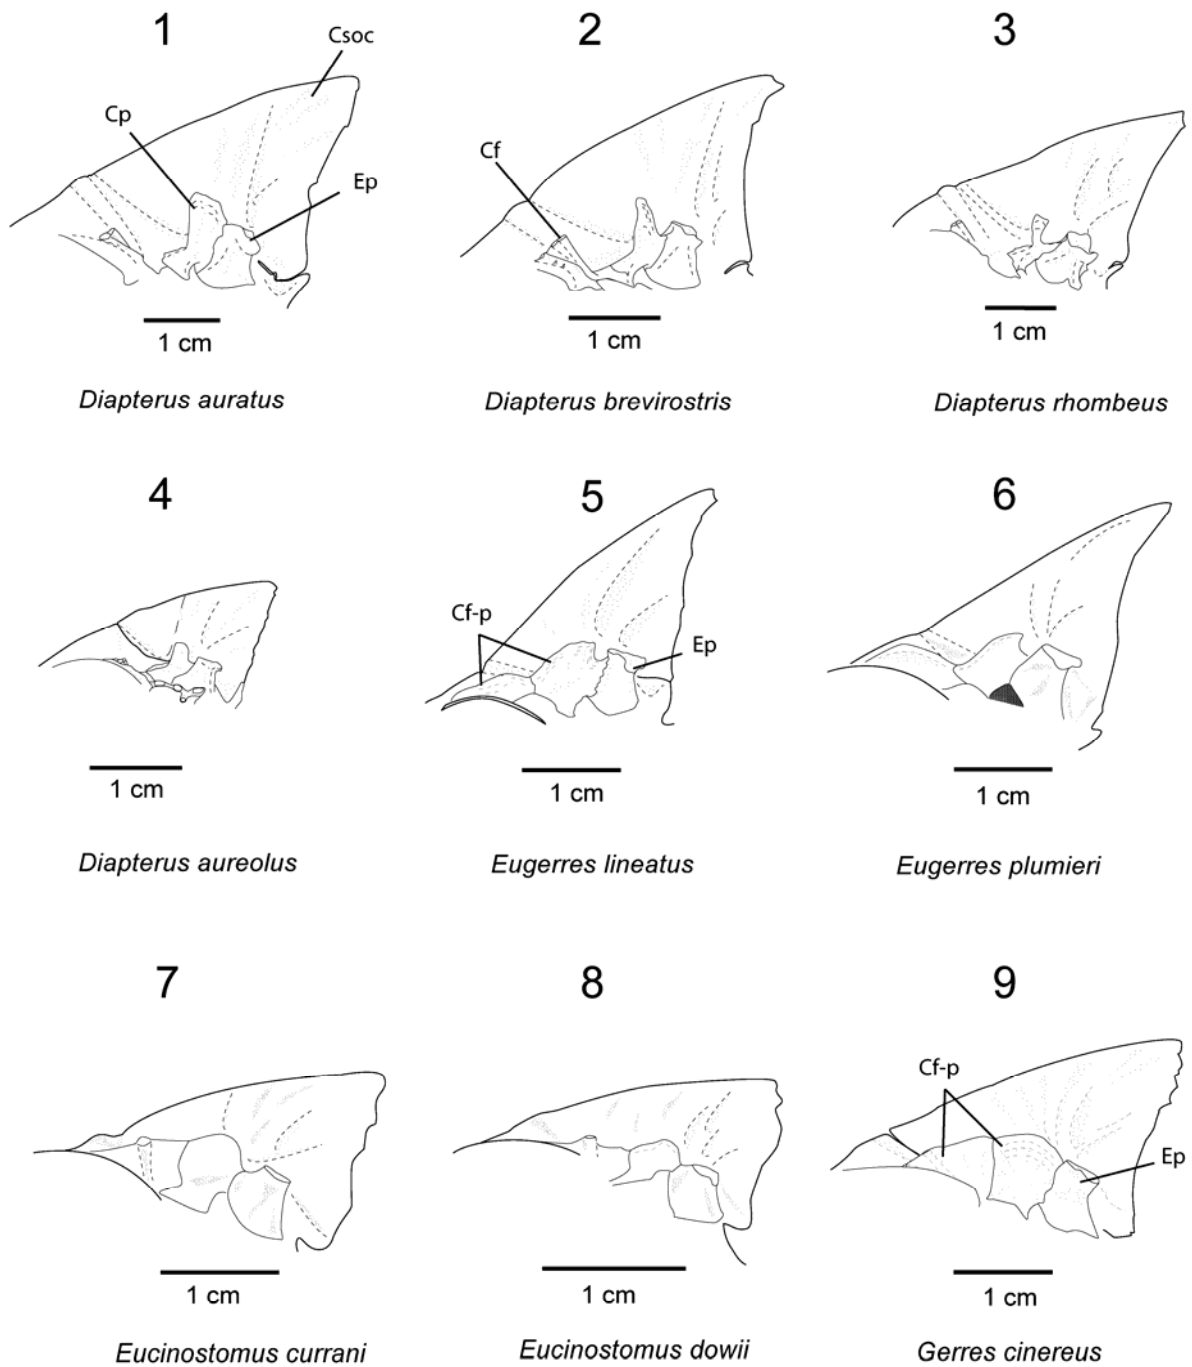 1
2
3
Csoc
Cp
Cf
Ep
1 cm
1 cm
1 cm
Diapterus auratus
Diapterus brevirostris
Diapterus rhombeus
4
5
6
Cf-p
Ep
1 cm
1 cm
1 cm
Diapterus aureolus
Eugerres lineatus
Eugerres plumieri
7
8
9
Cf-p
Ep
1 cm
1 cm
1 cm
Eucinostomus currani
Eucinostomus dowii
Gerres cinereus